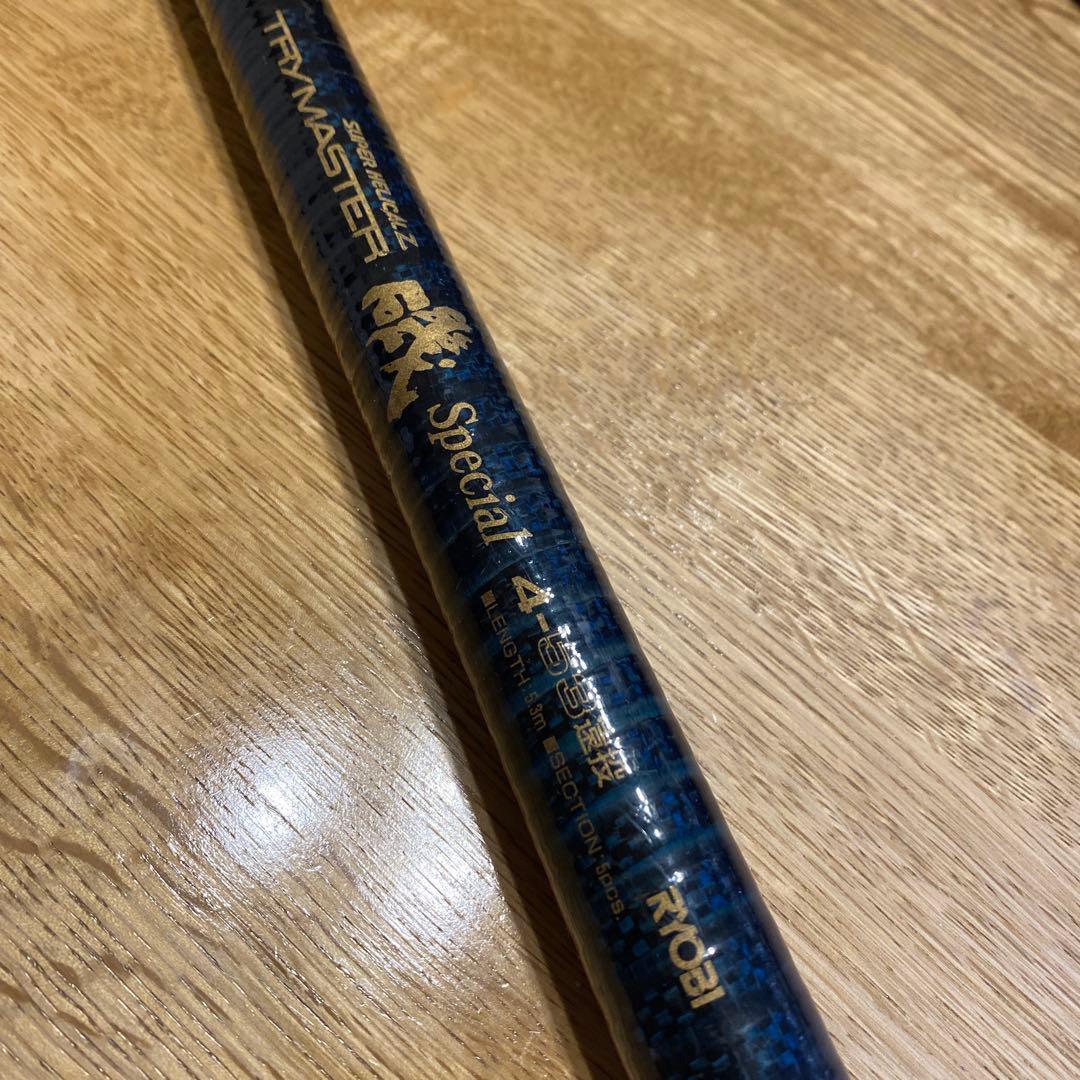 SUPER HELICAL Z
TRYMASTER 磯 Special 4-53遠投
■LENGTH:5.3m ■SECTION:5pcs.
RYOBI